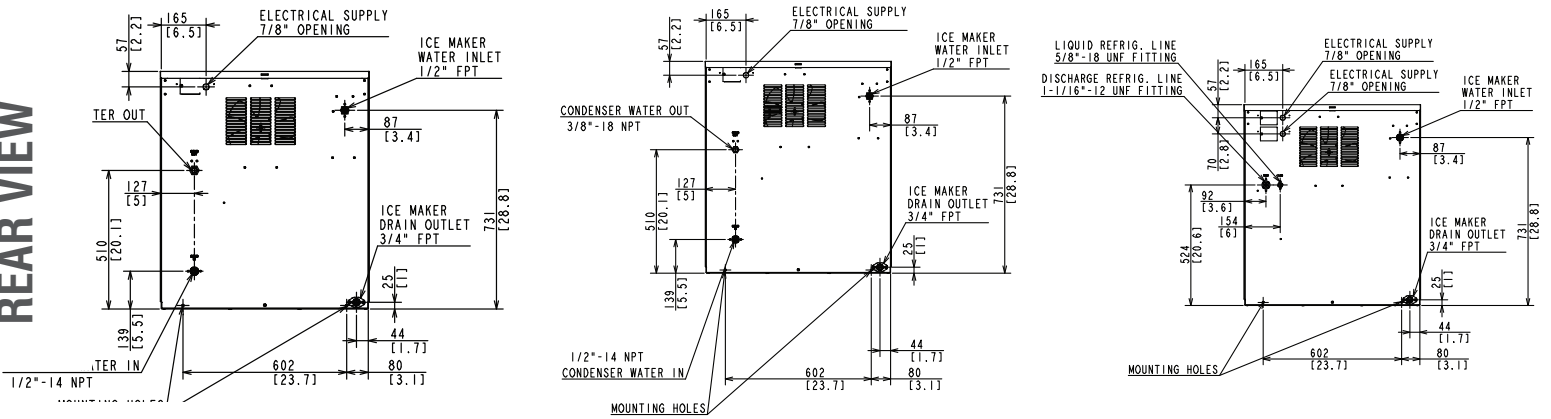 REAR VIEW
165
[6.5]
57
[2.2]
ELECTRICAL SUPPLY
7/8" OPENING
ICE MAKER
WATER INLET
1/2" FPT
TER OUT
87
[3.4]
127
[5]
510
[20.1]
731
[28.8]
ICE MAKER
DRAIN OUTLET
3/4" FPT
25
[1]
139
[5.5]
44
[1.7]
TER IN
1/2"-14 NPT
602
[23.7]
80
[3.1]
MOUNTING HOLES
165
[6.5]
57
[2.2]
ELECTRICAL SUPPLY
7/8" OPENING
ICE MAKER
WATER INLET
1/2" FPT
CONDENSER WATER OUT
3/8"-18 NPT
87
[3.4]
127
[5]
510
[20.1]
731
[28.8]
ICE MAKER
DRAIN OUTLET
3/4" FPT
25
[1]
139
[5.5]
44
[1.7]
1/2"-14 NPT
CONDENSER WATER IN
602
[23.7]
80
[3.1]
MOUNTING HOLES
LIQUID REFRIG. LINE
5/8"-18 UNF FITTING
DISCHARGE REFRIG. LINE
1-1/16"-12 UNF FITTING
165
[6.5]
57
[2.2]
ELECTRICAL SUPPLY
7/8" OPENING
ELECTRICAL SUPPLY
7/8" OPENING
ICE MAKER
WATER INLET
1/2" FPT
70
[2.8]
87
[3.4]
92
[3.6]
154
[6]
524
[20.6]
731
[28.8]
ICE MAKER
DRAIN OUTLET
3/4" FPT
25
[1]
44
[1.7]
602
[23.7]
80
[3.1]
MOUNTING HOLES